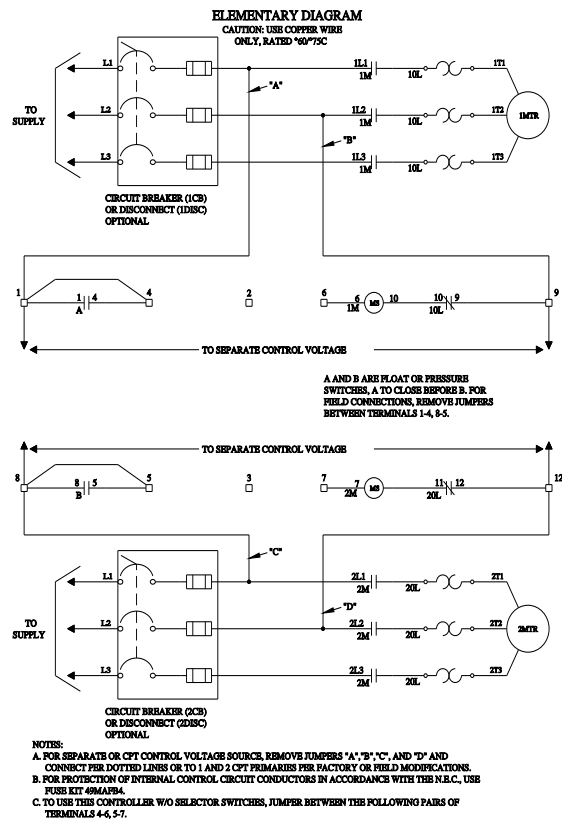 ELEMENTARY DIAGRAM
CAUTION: USE COPPER WIRE
ONLY, RATED °60/°75C
L1
1L1
1M
10L
1T1
"A"
TO
SUPPLY
L2
1L2
1M
10L
1T2
1MTR
"B"
L3
1L3
1M
10L
1T3
CIRCUIT BREAKER (1CB)
OR DISCONNECT (1DISC)
OPTIONAL
1
1 4
A
4
2
6
6
1M
MS
10
10 9
10L
9
TO SEPARATE CONTROL VOLTAGE
A AND B ARE FLOAT OR PRESSURE
SWITCHES, A TO CLOSE BEFORE B. FOR
FIELD CONNECTIONS, REMOVE JUMPERS
BETWEEN TERMINALS 1-4, 8-5.
TO SEPARATE CONTROL VOLTAGE
8
8 5
B
5
3
7
7
2M
MS
11 12
20L
12
"C"
L1
2L1
2M
20L
2T1
"D"
TO
SUPPLY
L2
2L2
2M
20L
2T2
2MTR
L3
2L3
2M
20L
2T3
CIRCUIT BREAKER (2CB)
OR DISCONNECT (2DISC)
OPTIONAL
NOTES:
A. FOR SEPARATE OR CPT CONTROL VOLTAGE SOURCE, REMOVE JUMPERS "A","B","C", AND "D" AND
CONNECT PER DOTTED LINES OR TO 1 AND 2 CPT PRIMARIES PER FACTORY OR FIELD MODIFICATIONS.
B. FOR PROTECTION OF INTERNAL CONTROL CIRCUIT CONDUCTORS IN ACCORDANCE WITH THE N.E.C., USE
FUSE KIT 49MAFB4.
C. TO USE THIS CONTROLLER W/O SELECTOR SWITCHES, JUMPER BETWEEN THE FOLLOWING PAIRS OF
TERMINALS 4-6, 5-7.